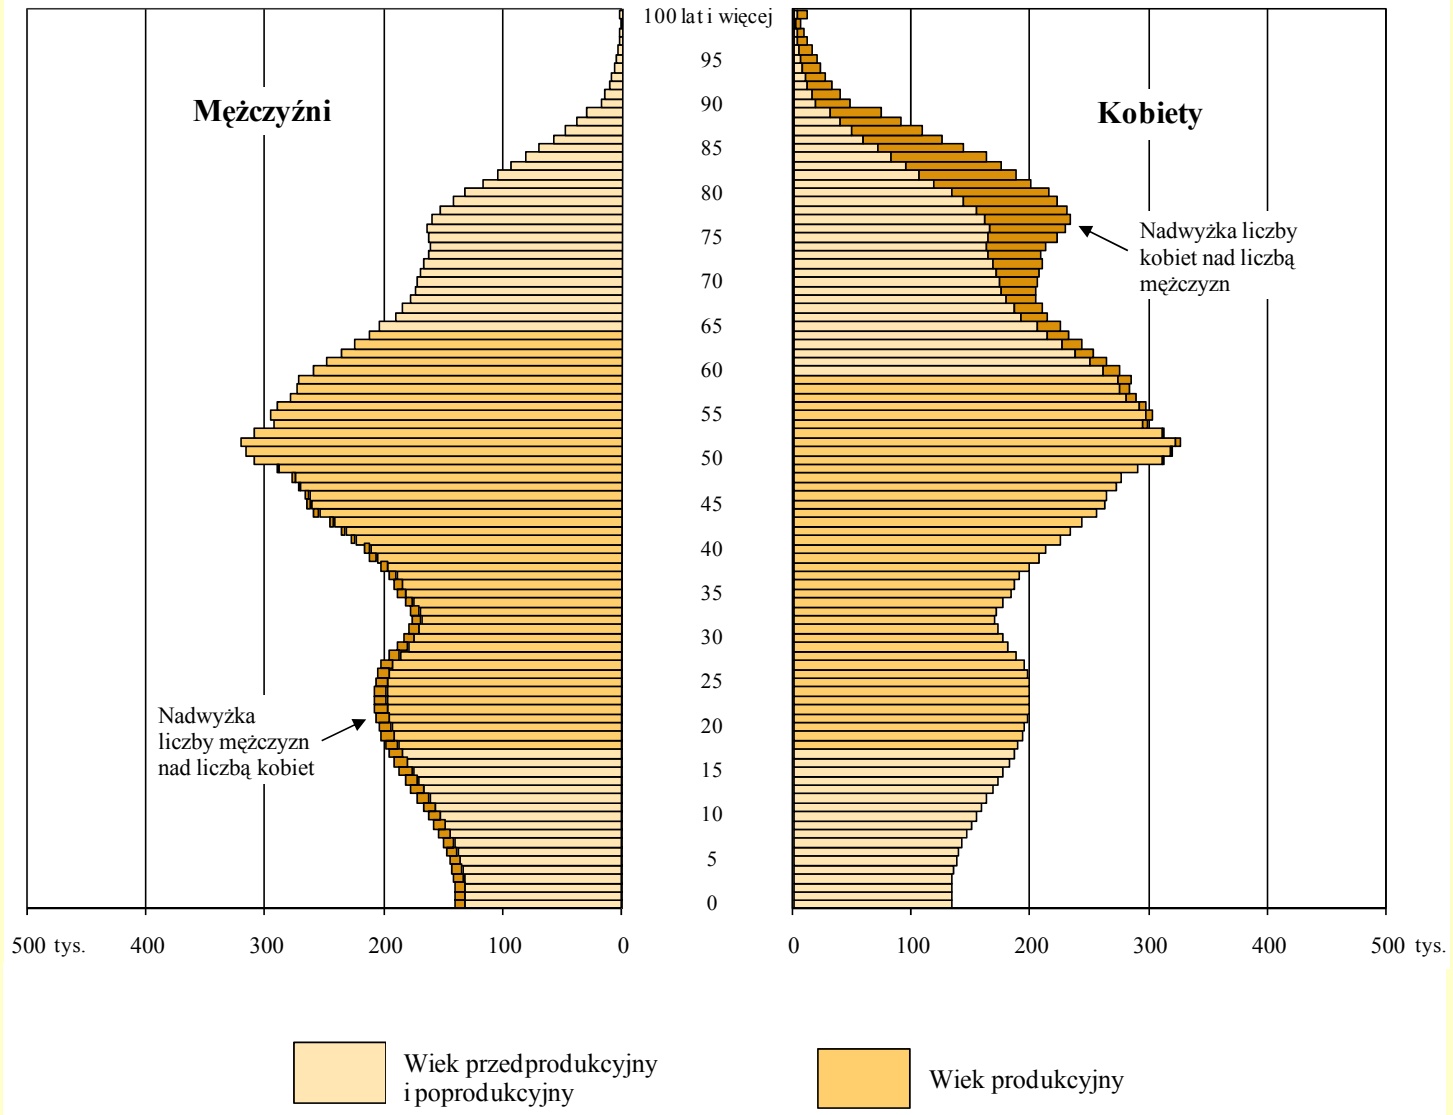 100 lat i więcej
95
90
85
80
75
70
65
60
55
50
45
40
35
30
25
20
15
10
5
0
Mężczyźni
Kobiety
Nadwyżka liczby
kobiet nad liczbą
mężczyzn
Nadwyżka
liczby mężczyzn
nad liczbą kobiet
500 tys. 400 300 200 100 0
0 100 200 300 400 500 tys.
Wiek przedprodukcyjny
i poprodukcyjny
Wiek produkcyjny